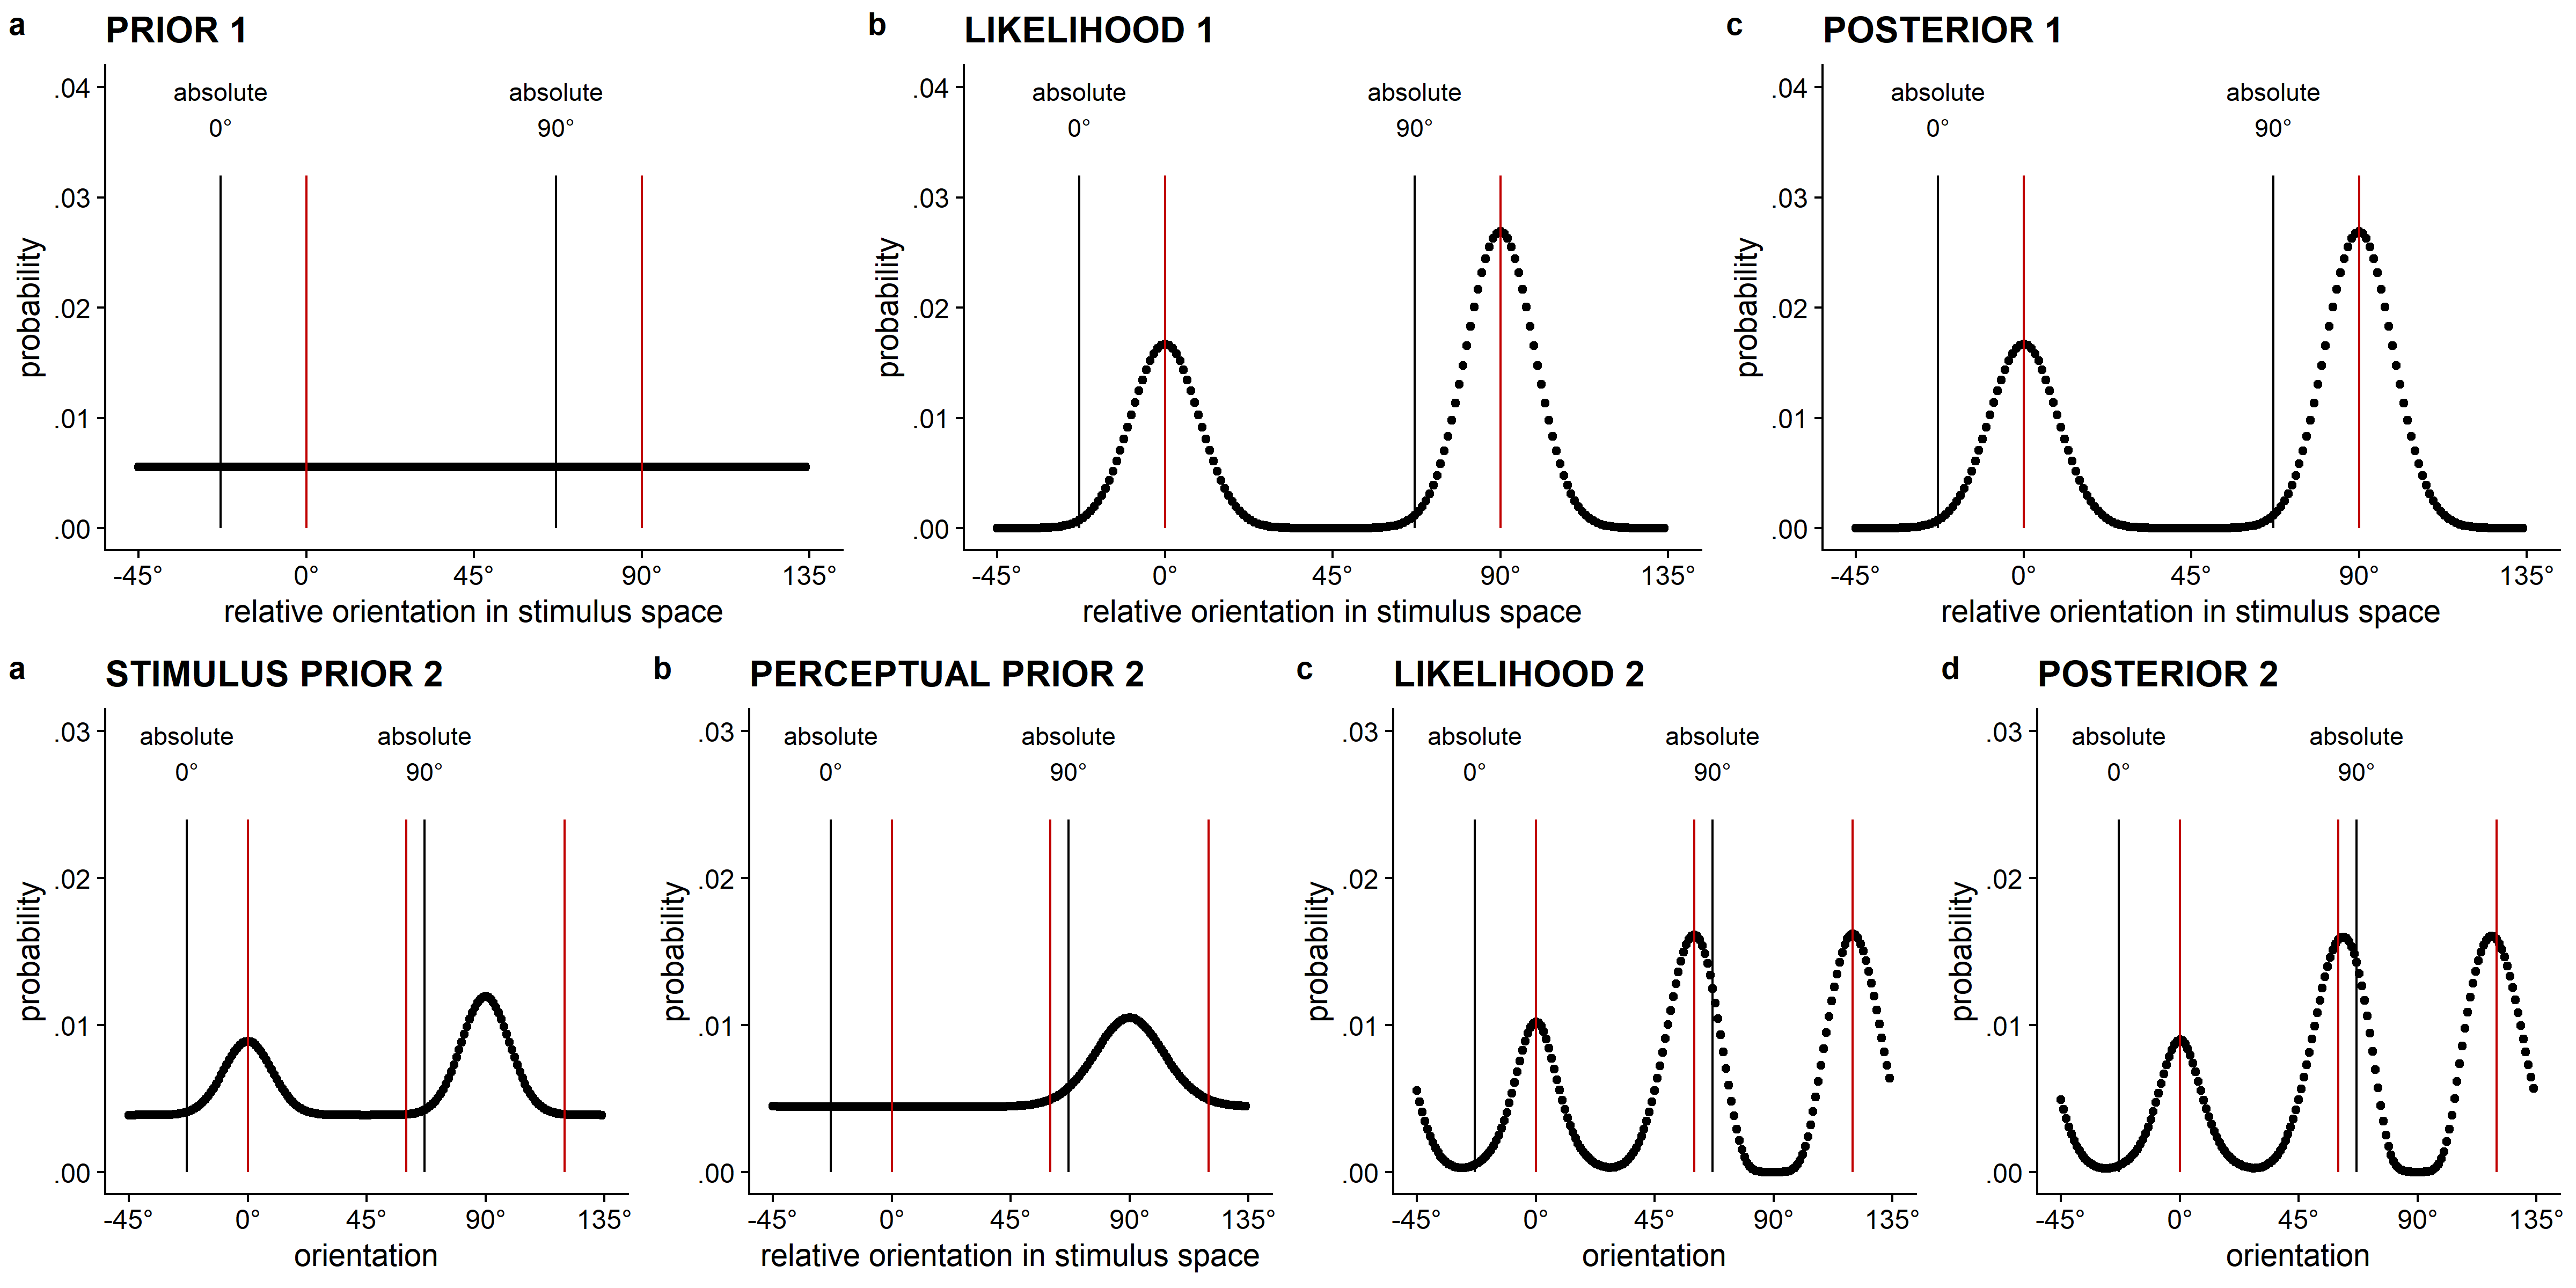 a PRIOR 1
.04
.03
.02
.01
.00
probability
absolute
0°
absolute
90°
-45° 0° 45° 90° 135°
relative orientation in stimulus space
b LIKELIHOOD 1
.04
.03
.02
.01
.00
probability
absolute
0°
absolute
90°
-45° 0° 45° 90° 135°
relative orientation in stimulus space
c POSTERIOR 1
.04
.03
.02
.01
.00
probability
absolute
0°
absolute
90°
-45° 0° 45° 90° 135°
relative orientation in stimulus space
a STIMULUS PRIOR 2
.03
.02
.01
.00
probability
absolute
0°
absolute
90°
-45° 0° 45° 90° 135°
orientation
b PERCEPTUAL PRIOR 2
.03
.02
.01
.00
probability
absolute
0°
absolute
90°
-45° 0° 45° 90° 135°
relative orientation in stimulus space
c LIKELIHOOD 2
.03
.02
.01
.00
probability
absolute
0°
absolute
90°
-45° 0° 45° 90° 135°
orientation
d POSTERIOR 2
.03
.02
.01
.00
probability
absolute
0°
absolute
90°
-45° 0° 45° 90° 135°
orientation